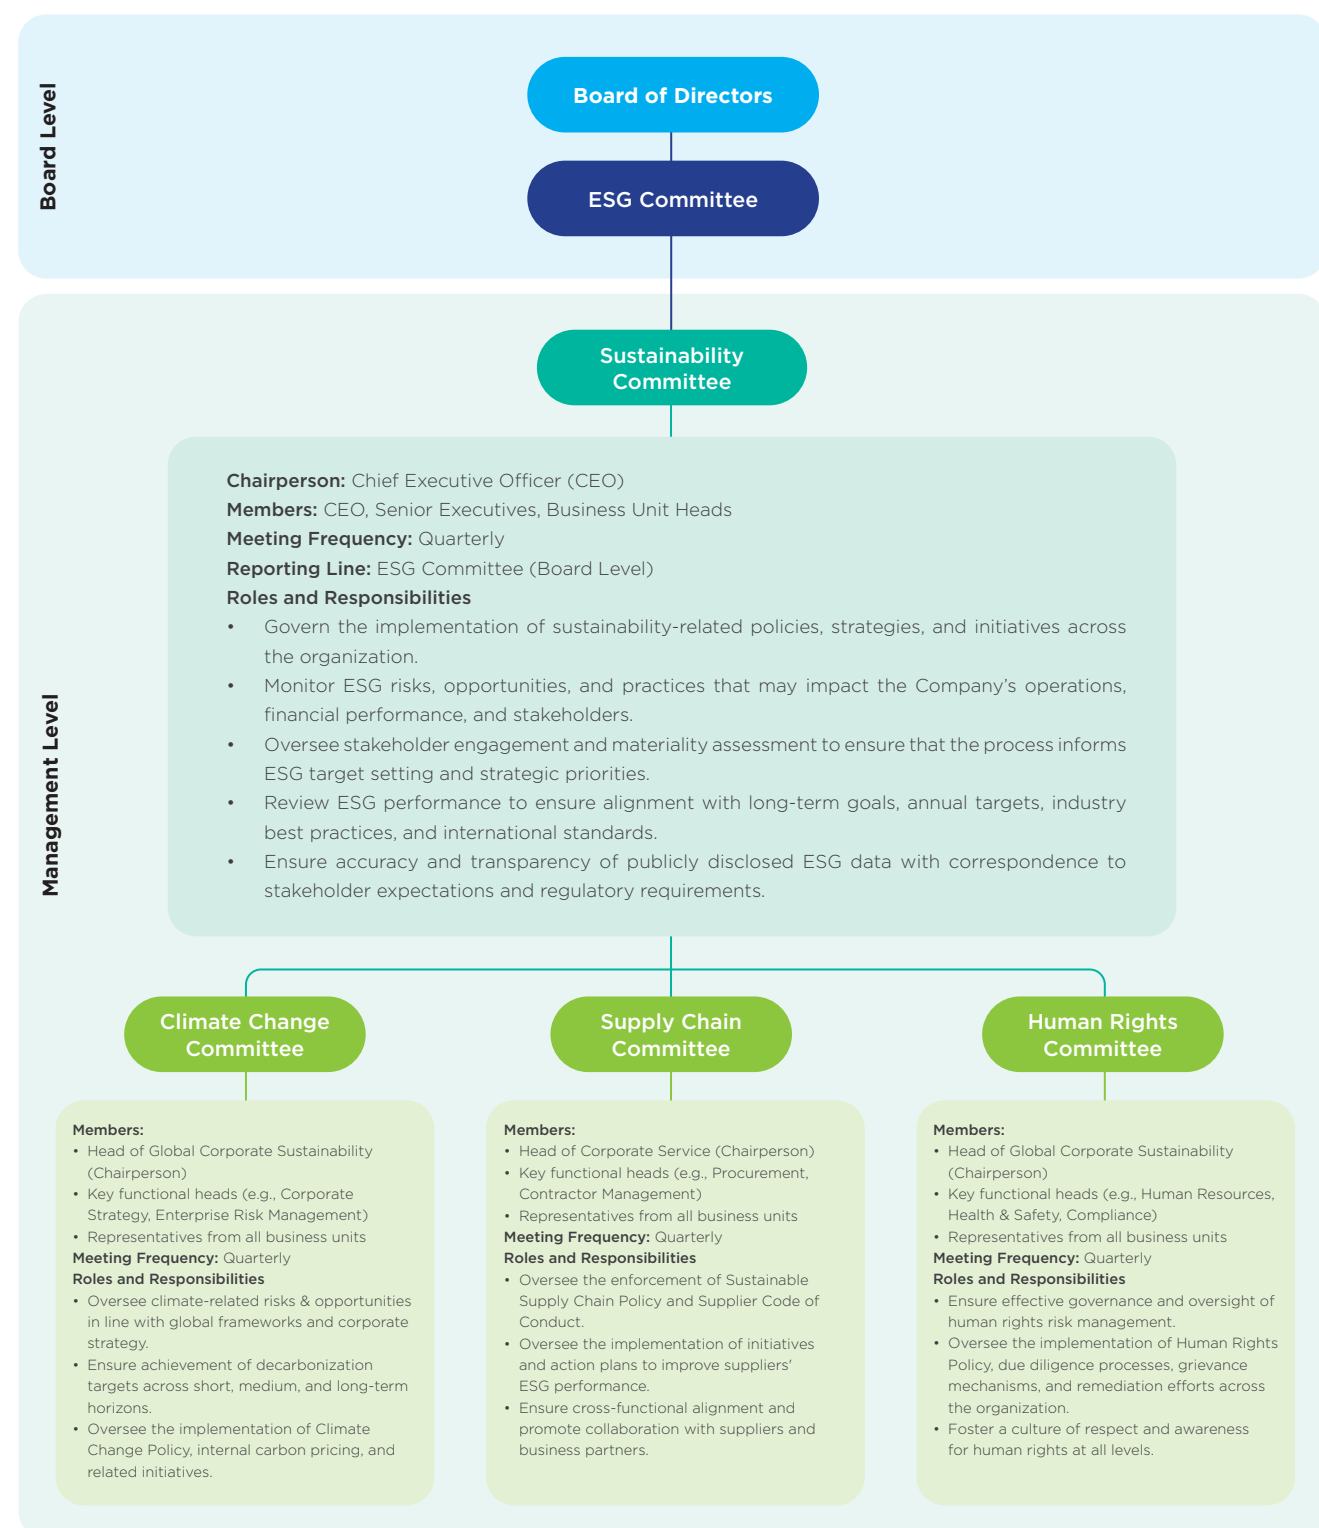 Board Level
Board of Directors
ESG Committee
Management Level
Sustainability
Committee
Chairperson: Chief Executive Officer (CEO)
Members: CEO, Senior Executives, Business Unit Heads
Meeting Frequency: Quarterly
Reporting Line: ESG Committee (Board Level)
Roles and Responsibilities
• Govern the implementation of sustainability-related policies, strategies, and initiatives across
the organization.
• Monitor ESG risks, opportunities, and practices that may impact the Company's operations,
financial performance, and stakeholders.
• Oversee stakeholder engagement and materiality assessment to ensure that the process informs
ESG target setting and strategic priorities.
• Review ESG performance to ensure alignment with long-term goals, annual targets, industry
best practices, and international standards.
• Ensure accuracy and transparency of publicly disclosed ESG data with correspondence to
stakeholder expectations and regulatory requirements.
Climate Change
Committee
Members:
• Head of Global Corporate Sustainability
(Chairperson)
• Key functional heads (e.g., Corporate
Strategy, Enterprise Risk Management)
• Representatives from all business units
Meeting Frequency: Quarterly
Roles and Responsibilities
• Oversee climate-related risks & opportunities
in line with global frameworks and corporate
strategy.
• Ensure achievement of decarbonization
targets across short, medium, and long-term
horizons.
• Oversee the implementation of Climate
Change Policy, internal carbon pricing, and
related initiatives.
Supply Chain
Committee
Members:
• Head of Corporate Service (Chairperson)
• Key functional heads (e.g., Procurement,
Contractor Management)
• Representatives from all business units
Meeting Frequency: Quarterly
Roles and Responsibilities
• Oversee the enforcement of Sustainable
Supply Chain Policy and Supplier Code of
Conduct.
• Oversee the implementation of initiatives
and action plans to improve suppliers'
ESG performance.
• Ensure cross-functional alignment and
promote collaboration with suppliers and
business partners.
Human Rights
Committee
Members:
• Head of Global Corporate Sustainability
(Chairperson)
• Key functional heads (e.g., Human Resources,
Health & Safety, Compliance)
• Representatives from all business units
Meeting Frequency: Quarterly
Roles and Responsibilities
• Ensure effective governance and oversight of
human rights risk management.
• Oversee the implementation of Human Rights
Policy, due diligence processes, grievance
mechanisms, and remediation efforts across
the organization.
• Foster a culture of respect and awareness
for human rights at all levels.